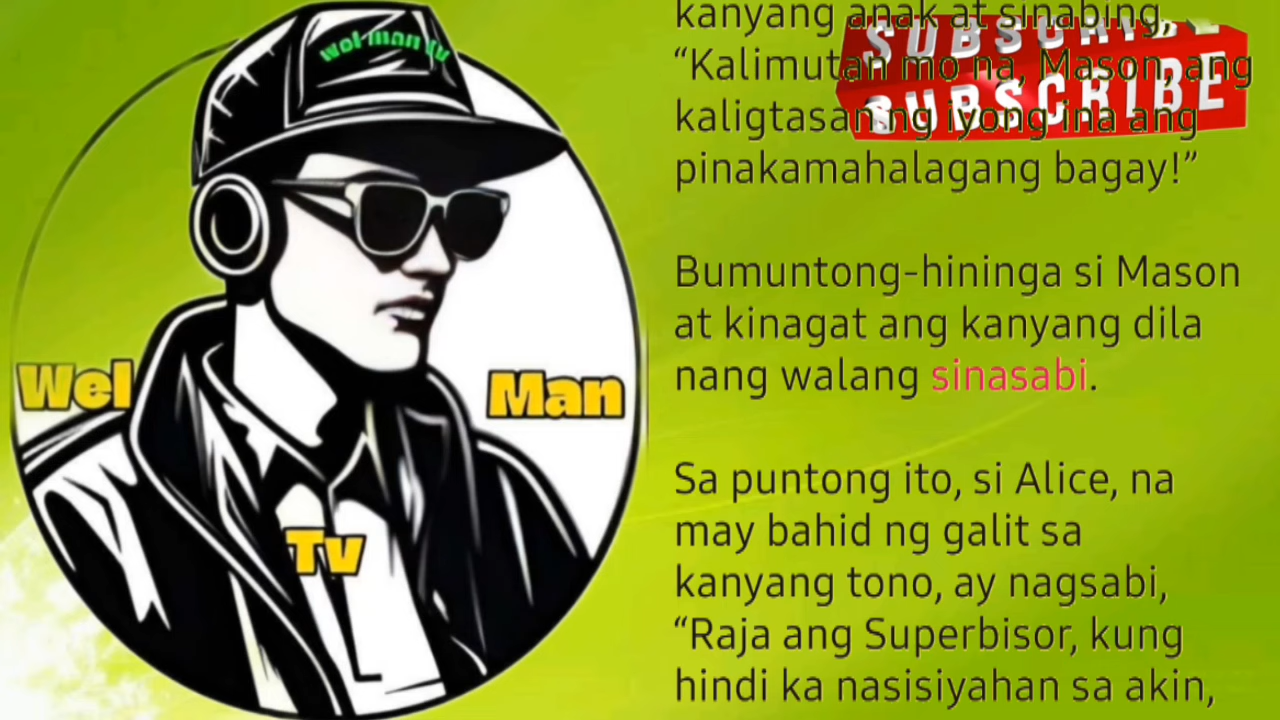 wol man tv
Wel
Man
Tv
SUBSCRIBE
SUBSCRIBE
kanyang anak at sinabing,
“Kalimutan mo na, Mason, ang
kaligtasan ng iyong ina ang
pinakamahalagang bagay!”
Bumuntong-hininga si Mason
at kinagat ang kanyang dila
nang walang sinasabi.
Sa puntong ito, si Alice, na
may bahid ng galit sa
kanyang tono, ay nagsabi,
“Raja ang Superbisor, kung
hindi ka nasisiyahan sa akin,